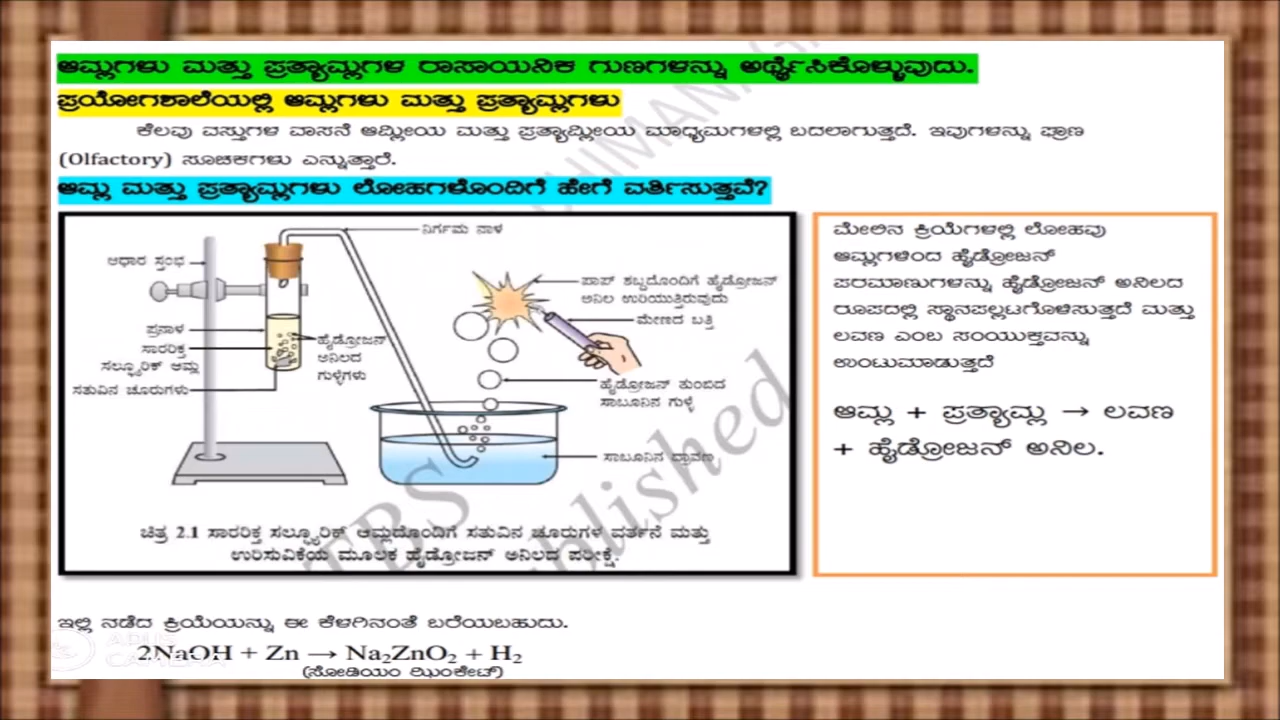 ಆಮ್ಲಗಳು ಮತ್ತು ಪ್ರತ್ಯಾಮ್ಲಗಳ ರಾಸಾಯನಿಕ ಗುಣಗಳನ್ನು ಅರ್ಥೈಸಿಕೊಳ್ಳುವುದು.
ಪ್ರಯೋಗಶಾಲೆಯಲ್ಲಿ ಆಮ್ಲಗಳು ಮತ್ತು ಪ್ರತ್ಯಾಮ್ಲಗಳು
ಕೆಲವು ವಸ್ತುಗಳ ವಾಸನೆ ಆಮ್ಲೀಯ ಮತ್ತು ಪ್ರತ್ಯಾಮ್ಲೀಯ ಮಾಧ್ಯಮಗಳಲ್ಲಿ ಬದಲಾಗುತ್ತದೆ. ಇವುಗಳನ್ನು ಘ್ರಾಣ
(Olfactory) ಸೂಚಕಗಳು ಎನ್ನುತ್ತಾರೆ.
ಆಮ್ಲ ಮತ್ತು ಪ್ರತ್ಯಾಮ್ಲಗಳು ಲೋಹಗಳೊಂದಿಗೆ ಹೇಗೆ ವರ್ತಿಸುತ್ತವೆ?
ನಿರ್ಗಮ ನಾಳ
ಆಧಾರ ಸ್ತಂಭ
ಪ್ರನಾಳ
ಸಾರರಿಕ್ತ
ಸಲ್ಫ್ಯೂರಿಕ್ ಆಮ್ಲ
ಸತುವಿನ ಚೂರುಗಳು
ಹೈಡ್ರೋಜನ್
ಅನಿಲದ
ಗುಳ್ಳೆಗಳು
ಪಾಪ್ ಶಬ್ದದೊಂದಿಗೆ ಹೈಡ್ರೋಜನ್
ಅನಿಲ ಉರಿಯುತ್ತಿರುವುದು
ಮೇಣದ ಬತ್ತಿ
ಹೈಡ್ರೋಜನ್ ತುಂಬಿದ
ಸಾಬೂನಿನ ಗುಳ್ಳೆ
ಸಾಬೂನಿನ ದ್ರಾವಣ
ಚಿತ್ರ 2.1 ಸಾರರಿಕ್ತ ಸಲ್ಫ್ಯೂರಿಕ್ ಆಮ್ಲದೊಂದಿಗೆ ಸತುವಿನ ಚೂರುಗಳ ವರ್ತನೆ ಮತ್ತು
ಉರಿಸುವಿಕೆಯ ಮೂಲಕ ಹೈಡ್ರೋಜನ್ ಅನಿಲದ ಪರೀಕ್ಷೆ.
ಮೇಲಿನ ಕ್ರಿಯೆಗಳಲ್ಲಿ ಲೋಹವು
ಆಮ್ಲಗಳಿಂದ ಹೈಡ್ರೋಜನ್
ಪರಮಾಣುಗಳನ್ನು ಹೈಡ್ರೋಜನ್ ಅನಿಲದ
ರೂಪದಲ್ಲಿ ಸ್ಥಾನಪಲ್ಲಟಗೊಳಿಸುತ್ತದೆ ಮತ್ತು
ಲವಣ ಎಂಬ ಸಂಯುಕ್ತವನ್ನು
ಉಂಟುಮಾಡುತ್ತದೆ
ಆಮ್ಲ + ಪ್ರತ್ಯಾಮ್ಲ → ಲವಣ
+ ಹೈಡ್ರೋಜನ್ ಅನಿಲ.
ಇಲ್ಲಿ ನಡೆದ ಕ್ರಿಯೆಯನ್ನು ಈ ಕೆಳಗಿನಂತೆ ಬರೆಯಬಹುದು.
2NaOH + Zn → Na₂ZnO₂ + H₂
(ಸೋಡಿಯಂ ಝಿಂಕೇಟ್)